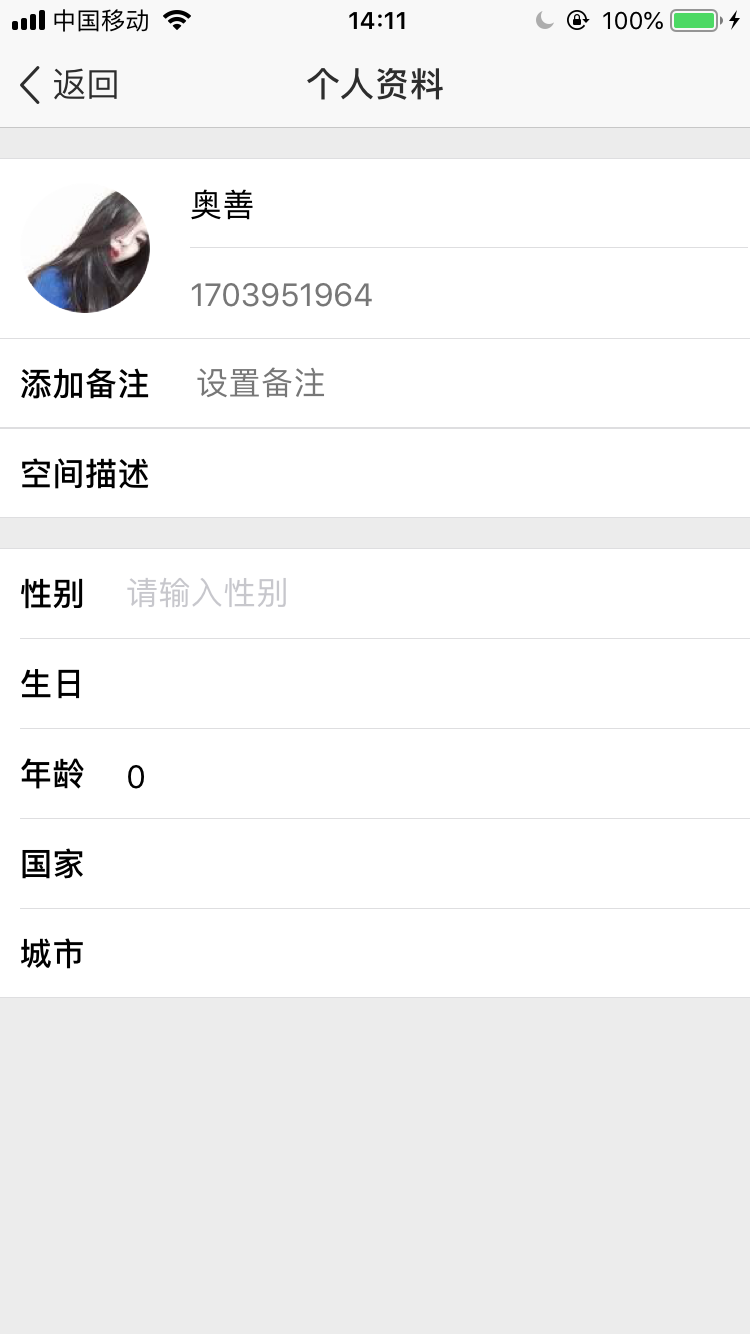 中国移动 14:11 100%
返回 个人资料
奥善
1703951964
添加备注 设置备注
空间描述
性别 请输入性别
生日
年龄 0
国家
城市